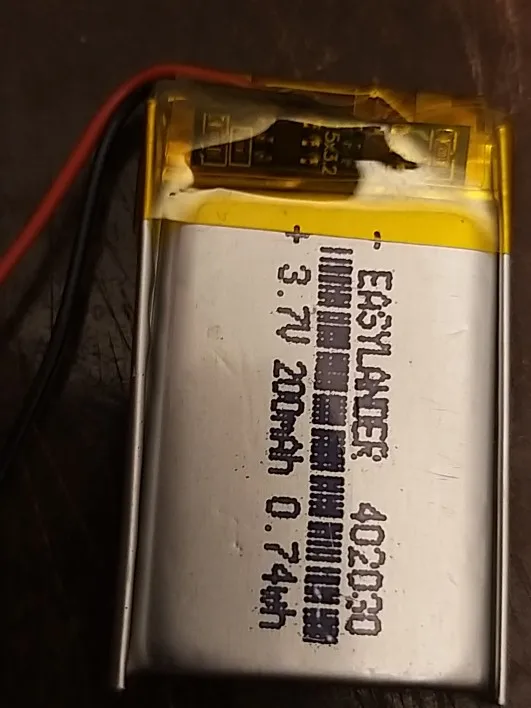 - EASYLANDER 402030
+ 3.7V 200mAh 0.74wh
5x3.2